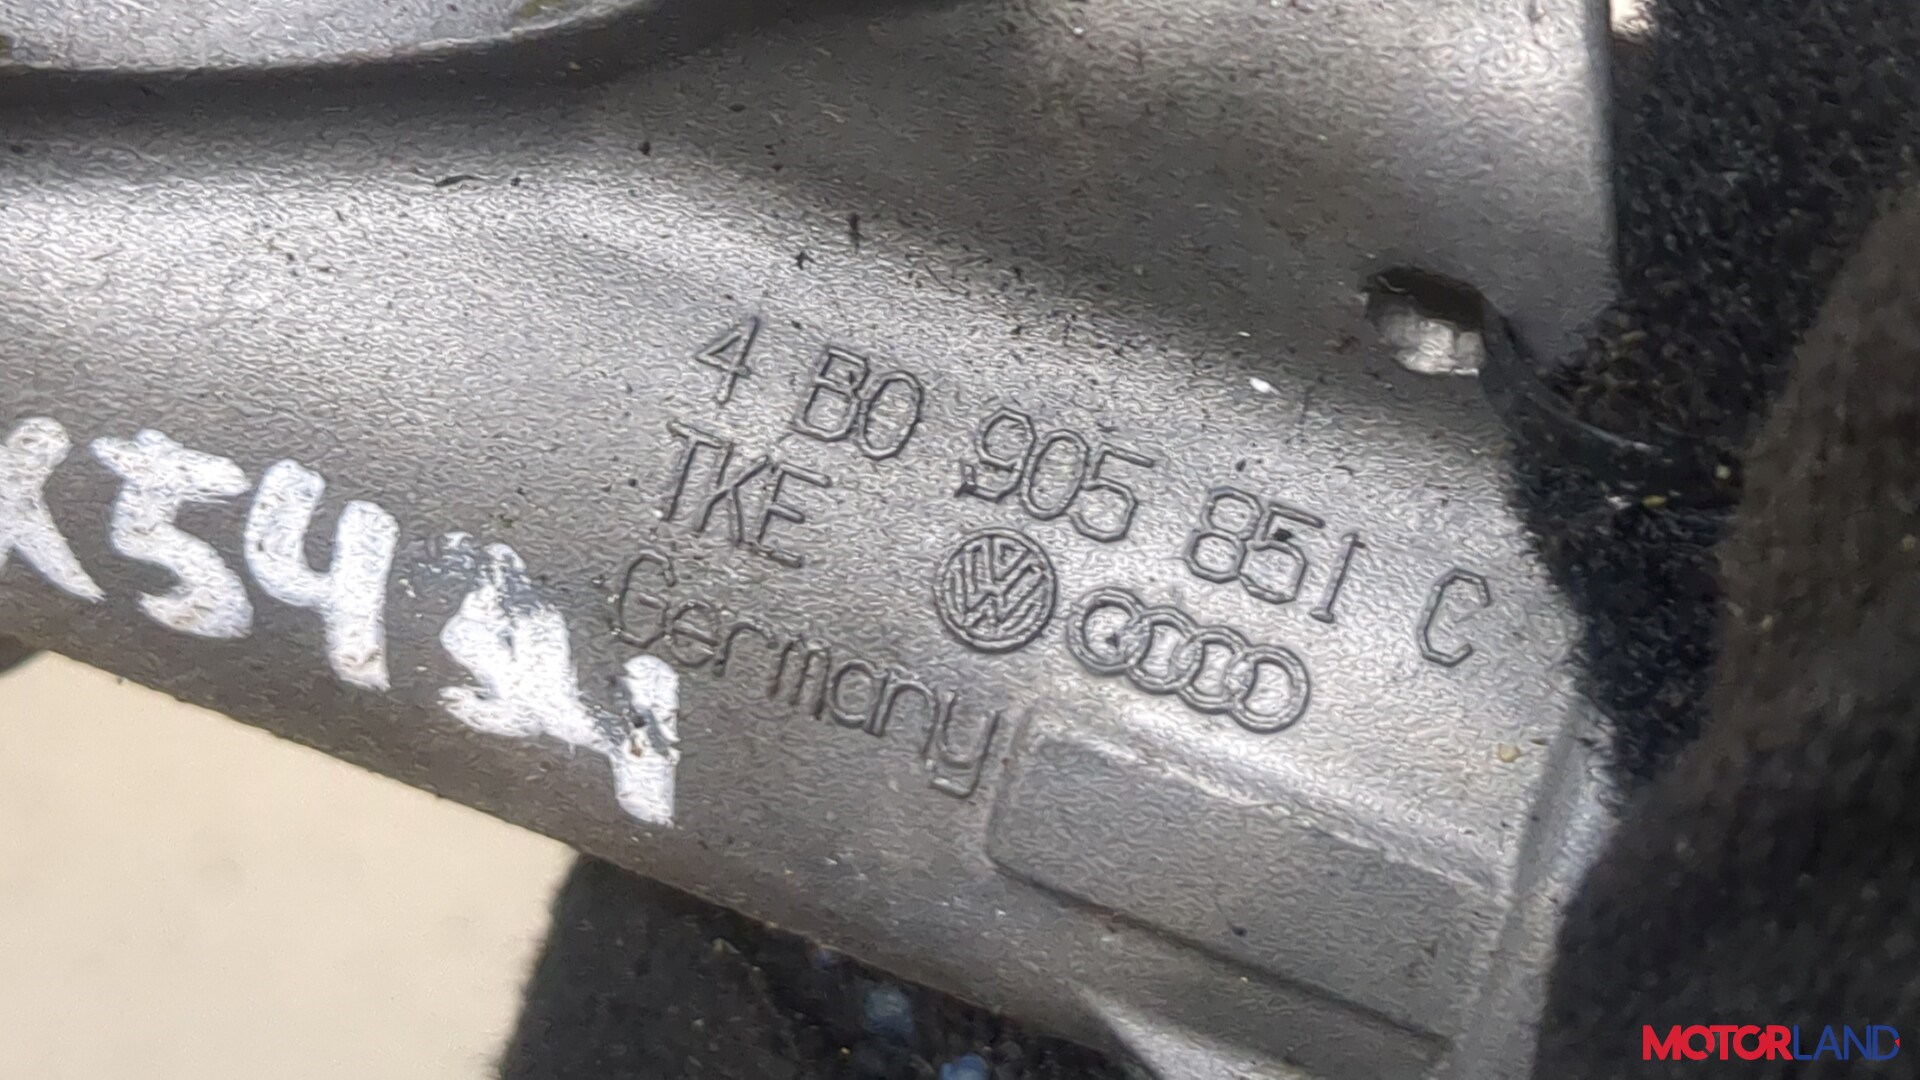 4 B0 905 851 C
TKE
Germany
MOTORLAND